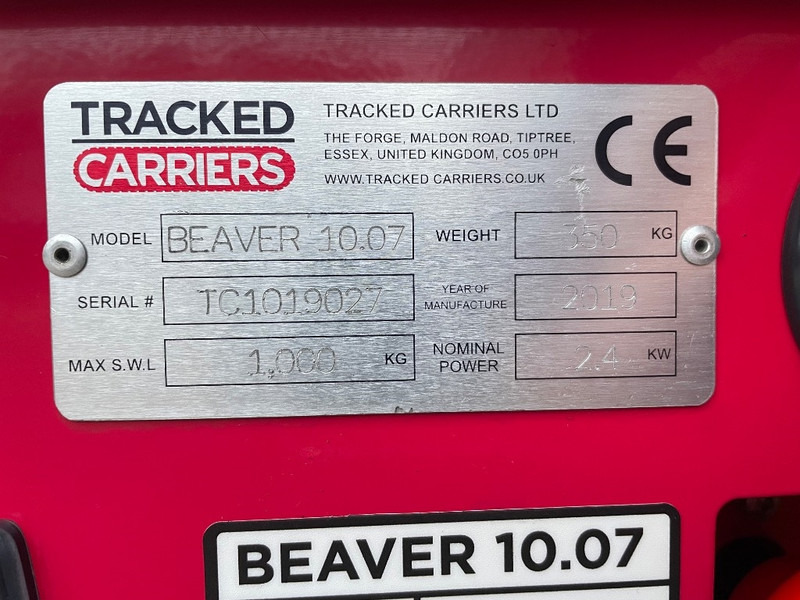 TRACKED
CARRIERS
TRACKED CARRIERS LTD
THE FORGE, MALDON ROAD, TIPTREE,
ESSEX, UNITED KINGDOM, CO5 0PH
WWW.TRACKED CARRIERS.CO.UK
CE
MODEL BEAVER 10.07 WEIGHT 350 KG
SERIAL # TC1019027 YEAR OF MANUFACTURE 2019
MAX S.W.L 1,000 KG NOMINAL POWER 2.4 KW
BEAVER 10.07